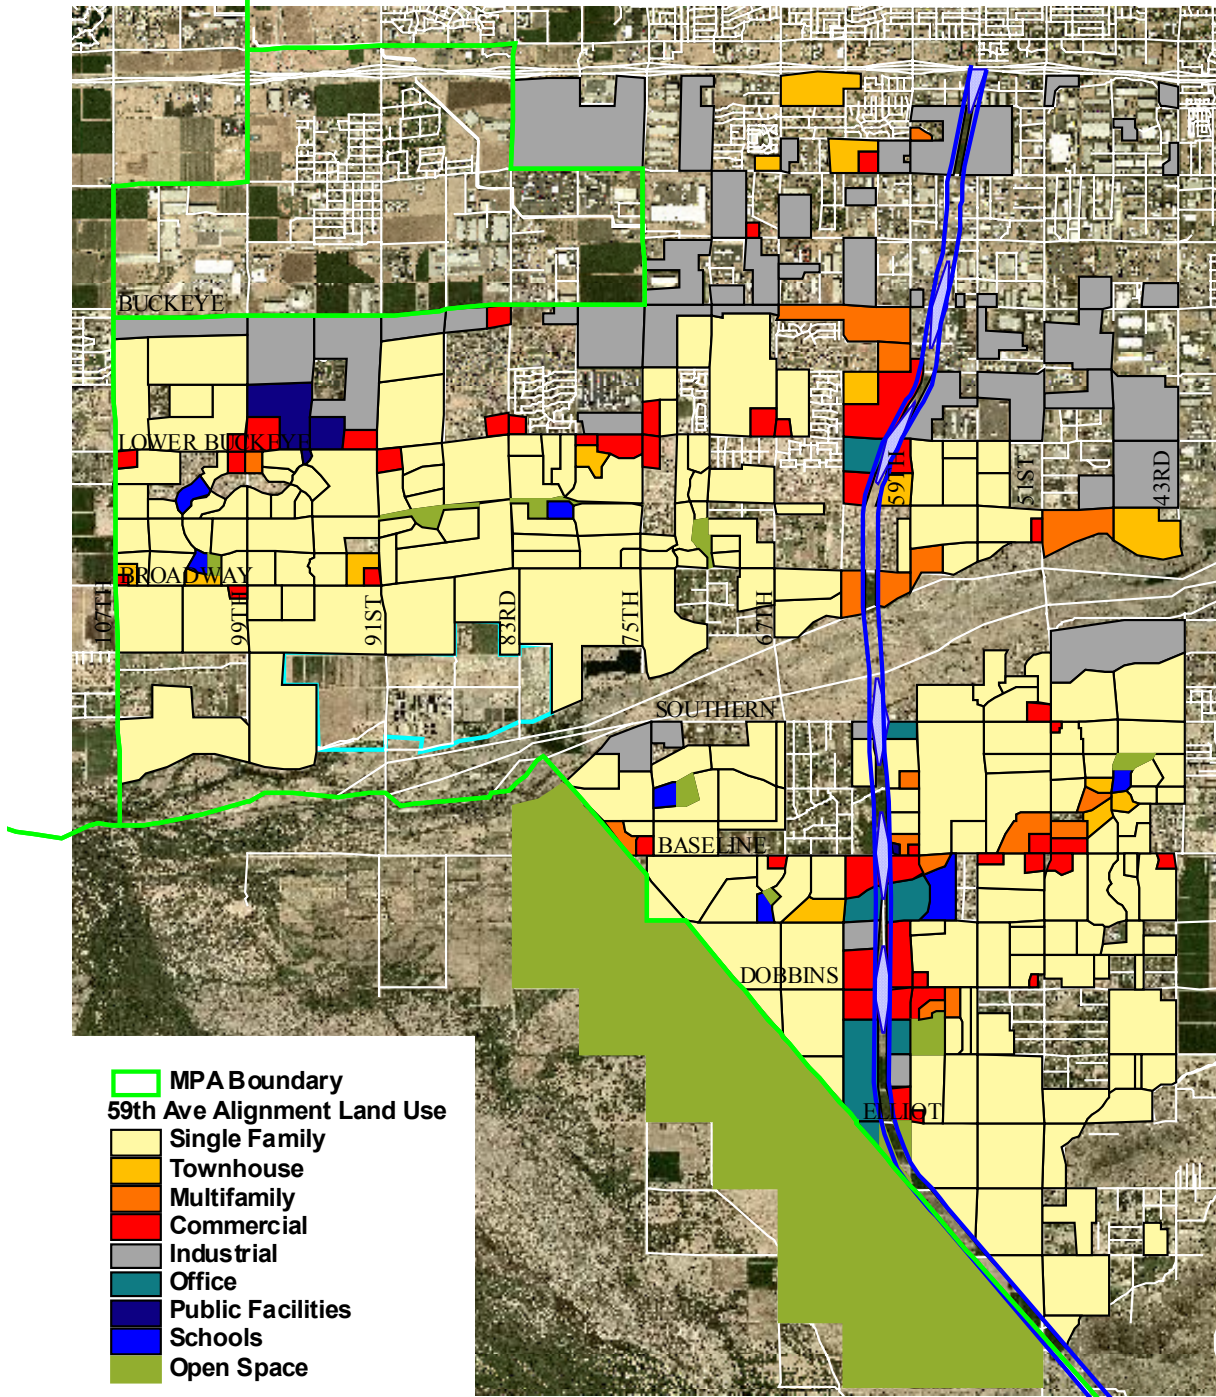 BUCKEYE
LOWER BUCKEYE
59TH
51ST
43RD
BROADWAY
107TH
99TH
91ST
83RD
75TH
67TH
SOUTHERN
BASELINE
DOBBINS
ELLIOT
MPA Boundary
59th Ave Alignment Land Use
Single Family
Townhouse
Multifamily
Commercial
Industrial
Office
Public Facilities
Schools
Open Space